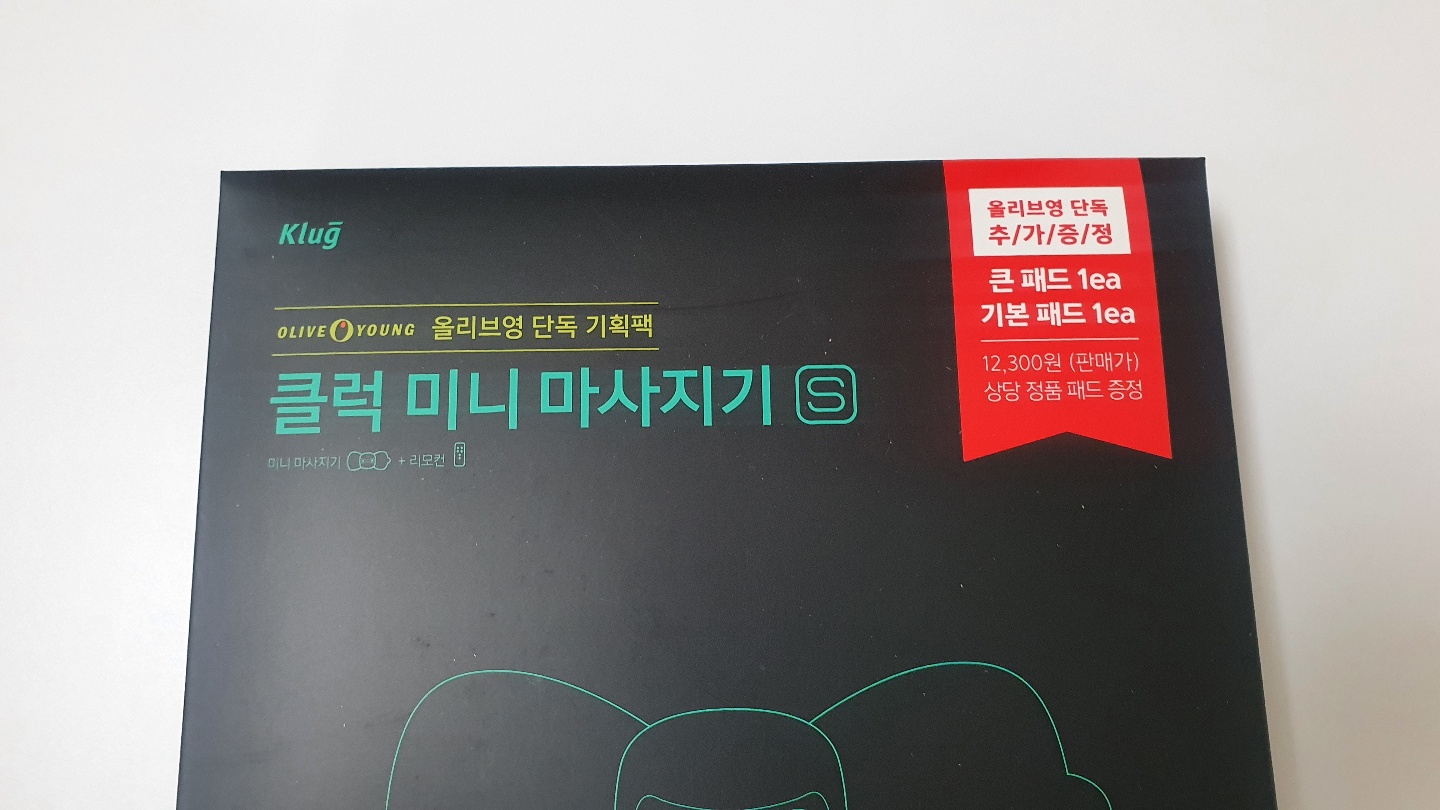 Klug
OLIVE YOUNG 올리브영 단독 기획팩
클럭 미니 마사지기 S
미니 마사지기 + 리모컨
올리브영 단독
추/가/증/정
큰 패드 1ea
기본 패드 1ea
12,300원 (판매가)
상당 정품 패드 증정